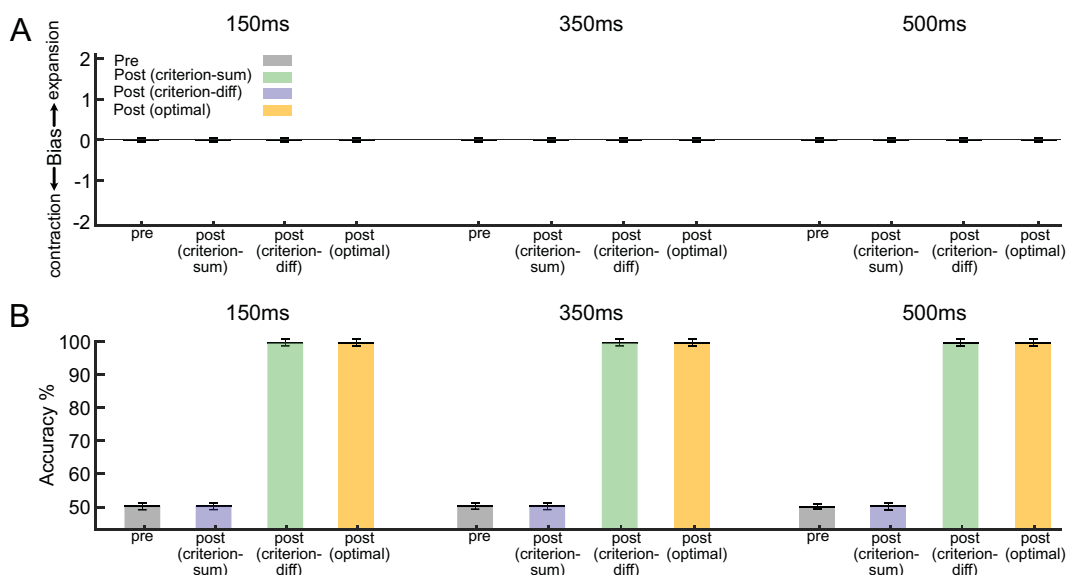 A
150ms
350ms
500ms
contraction
Bias
expansion
2
1
0
-1
-2
Pre
Post (criterion-sum)
Post (criterion-diff)
Post (optimal)
pre
post
(criterion-
sum)
post
(criterion-
diff)
post
(optimal)
pre
post
(criterion-
sum)
post
(criterion-
diff)
post
(optimal)
pre
post
(criterion-
sum)
post
(criterion-
diff)
post
(optimal)
B
150ms
350ms
500ms
Accuracy %
100
90
80
70
60
50
pre
post
(criterion-
sum)
post
(criterion-
diff)
post
(optimal)
pre
post
(criterion-
sum)
post
(criterion-
diff)
post
(optimal)
pre
post
(criterion-
sum)
post
(criterion-
diff)
post
(optimal)